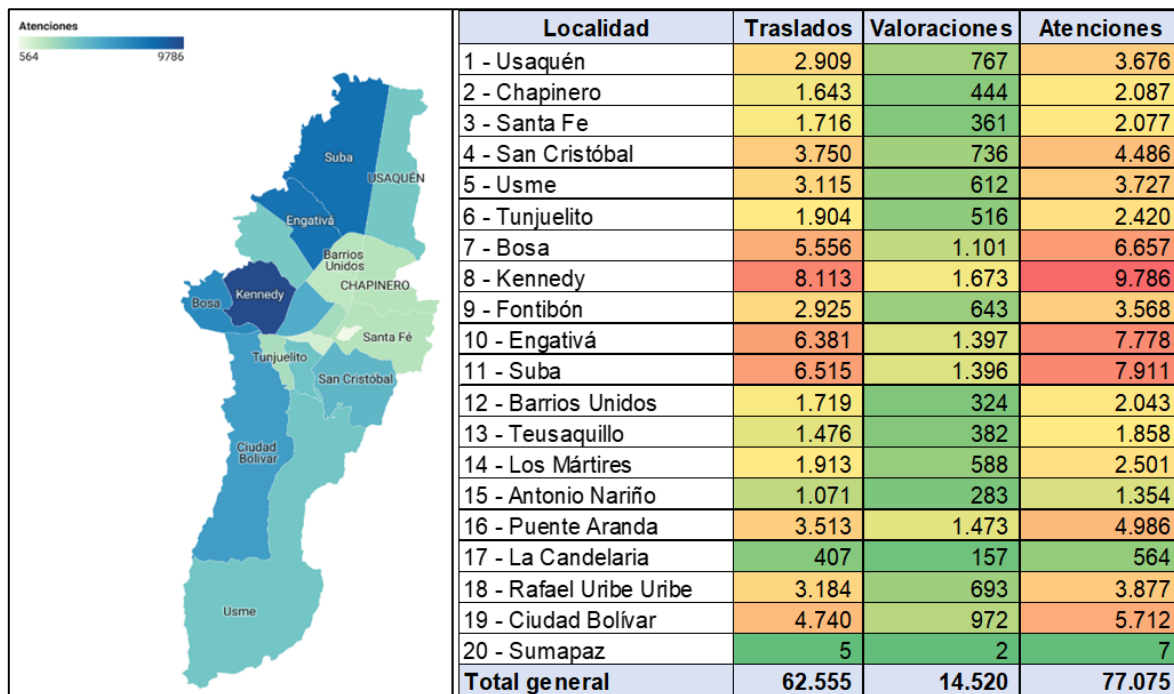 Atenciones
564 9786
Suba
USAQUÉN
Engativá
Barrios
Unidos
CHAPINERO
Kennedy
Bosa
Santa Fé
Tunjuelito
San Cristóbal
Ciudad
Bolívar
Usme
Localidad Traslados Valoraciones Atenciones
1 - Usaquén 2.909 767 3.676
2 - Chapinero 1.643 444 2.087
3 - Santa Fe 1.716 361 2.077
4 - San Cristóbal 3.750 736 4.486
5 - Usme 3.115 612 3.727
6 - Tunjuelito 1.904 516 2.420
7 - Bosa 5.556 1.101 6.657
8 - Kennedy 8.113 1.673 9.786
9 - Fontibón 2.925 643 3.568
10 - Engativá 6.381 1.397 7.778
11 - Suba 6.515 1.396 7.911
12 - Barrios Unidos 1.719 324 2.043
13 - Teusaquillo 1.476 382 1.858
14 - Los Mártires 1.913 588 2.501
15 - Antonio Nariño 1.071 283 1.354
16 - Puente Aranda 3.513 1.473 4.986
17 - La Candelaria 407 157 564
18 - Rafael Uribe Uribe 3.184 693 3.877
19 - Ciudad Bolívar 4.740 972 5.712
20 - Sumapaz 5 2 7
Total general 62.555 14.520 77.075